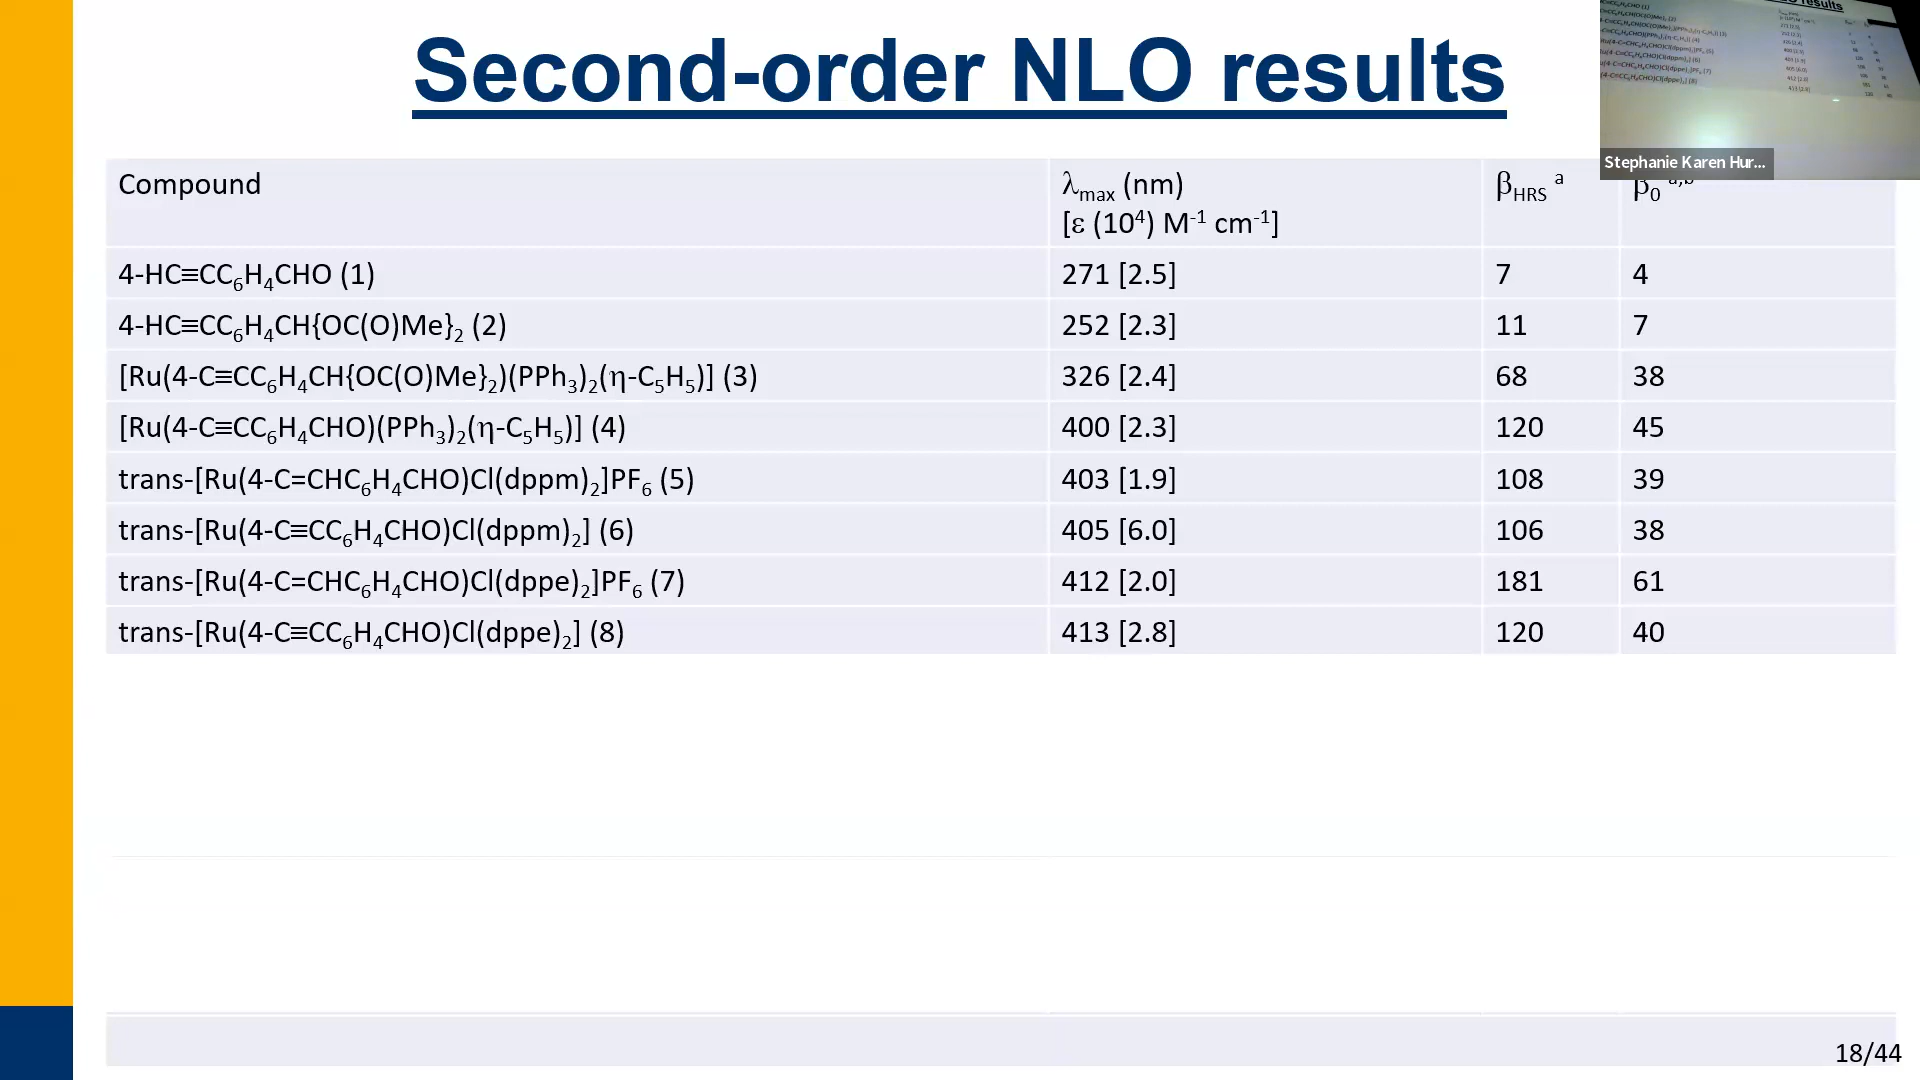 Second-order NLO results
Stephanie Karen Hur...
Compound λmax (nm) βHRS a β0 a,b
[ε (10⁴) M⁻¹ cm⁻¹]
4-HC≡CC₆H₄CHO (1) 271 [2.5] 7 4
4-HC≡CC₆H₄CH{OC(O)Me}₂ (2) 252 [2.3] 11 7
[Ru(4-C≡CC₆H₄CH{OC(O)Me}₂)(PPh₃)₂(η-C₅H₅)] (3) 326 [2.4] 68 38
[Ru(4-C≡CC₆H₄CHO)(PPh₃)₂(η-C₅H₅)] (4) 400 [2.3] 120 45
trans-[Ru(4-C=CHC₆H₄CHO)Cl(dppm)₂]PF₆ (5) 403 [1.9] 108 39
trans-[Ru(4-C≡CC₆H₄CHO)Cl(dppm)₂] (6) 405 [6.0] 106 38
trans-[Ru(4-C=CHC₆H₄CHO)Cl(dppe)₂]PF₆ (7) 412 [2.0] 181 61
trans-[Ru(4-C≡CC₆H₄CHO)Cl(dppe)₂] (8) 413 [2.8] 120 40
18/44